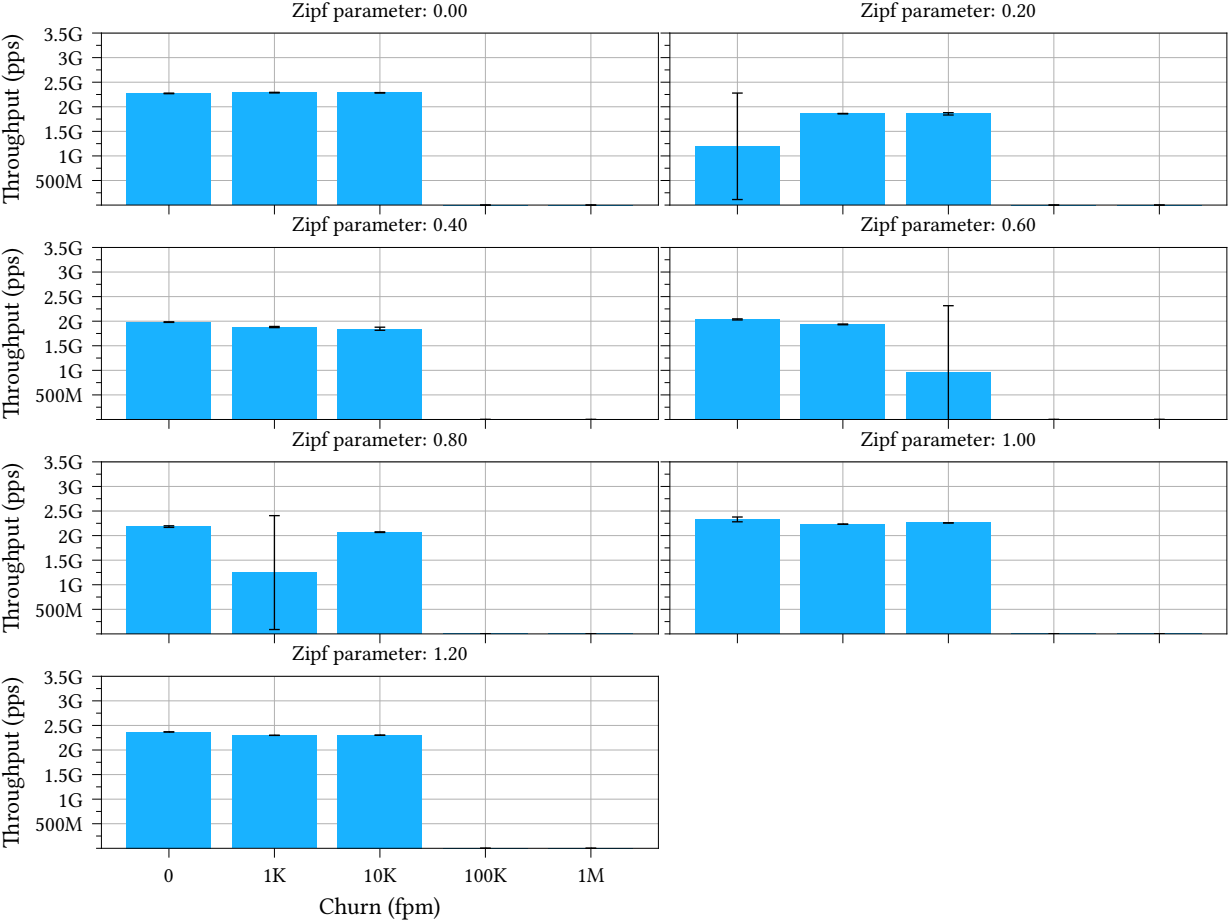 Zipf parameter: 0.00
Zipf parameter: 0.20
Throughput (pps)
3.5G
3G
2.5G
2G
1.5G
1G
500M
Zipf parameter: 0.40
Zipf parameter: 0.60
Throughput (pps)
3.5G
3G
2.5G
2G
1.5G
1G
500M
Zipf parameter: 0.80
Zipf parameter: 1.00
Throughput (pps)
3.5G
3G
2.5G
2G
1.5G
1G
500M
Zipf parameter: 1.20
Throughput (pps)
3.5G
3G
2.5G
2G
1.5G
1G
500M
0 1K 10K 100K 1M
Churn (fpm)